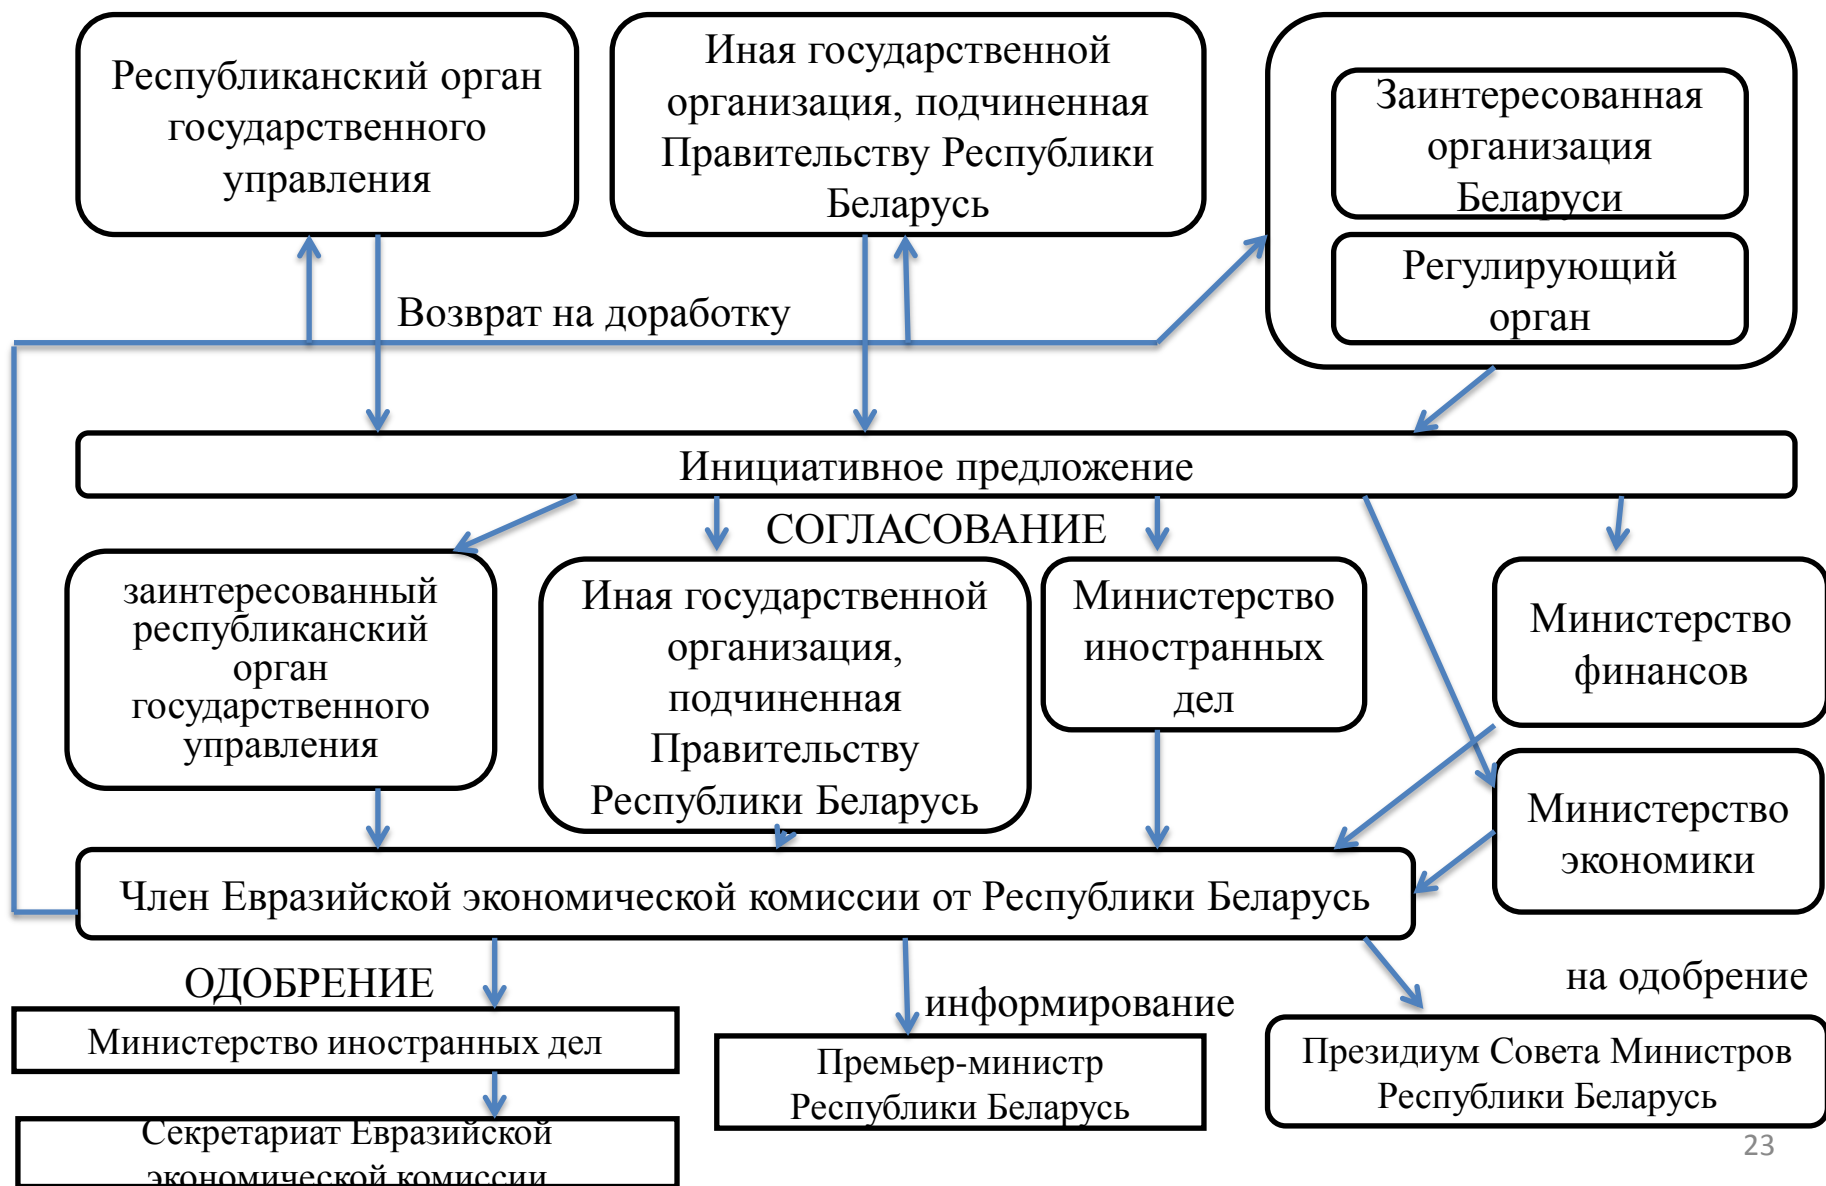 Республиканский орган
государственного
управления
Иная государственной
организация, подчиненная
Правительству Республики
Беларусь
Заинтересованная
организация
Беларуси
Регулирующий
орган
Возврат на доработку
Инициативное предложение
СОГЛАСОВАНИЕ
заинтересованный
республиканский
орган
государственного
управления
Иная государственной
организация,
подчиненная
Правительству
Республики Беларусь
Министерство
иностранных
дел
Министерство
финансов
Министерство
экономики
Член Евразийской экономической комиссии от Республики Беларусь
ОДОБРЕНИЕ
информирование
на одобрение
Министерство иностранных дел
Премьер-министр
Республики Беларусь
Президиум Совета Министров
Республики Беларусь
Секретариат Евразийской
экономической комиссии
23